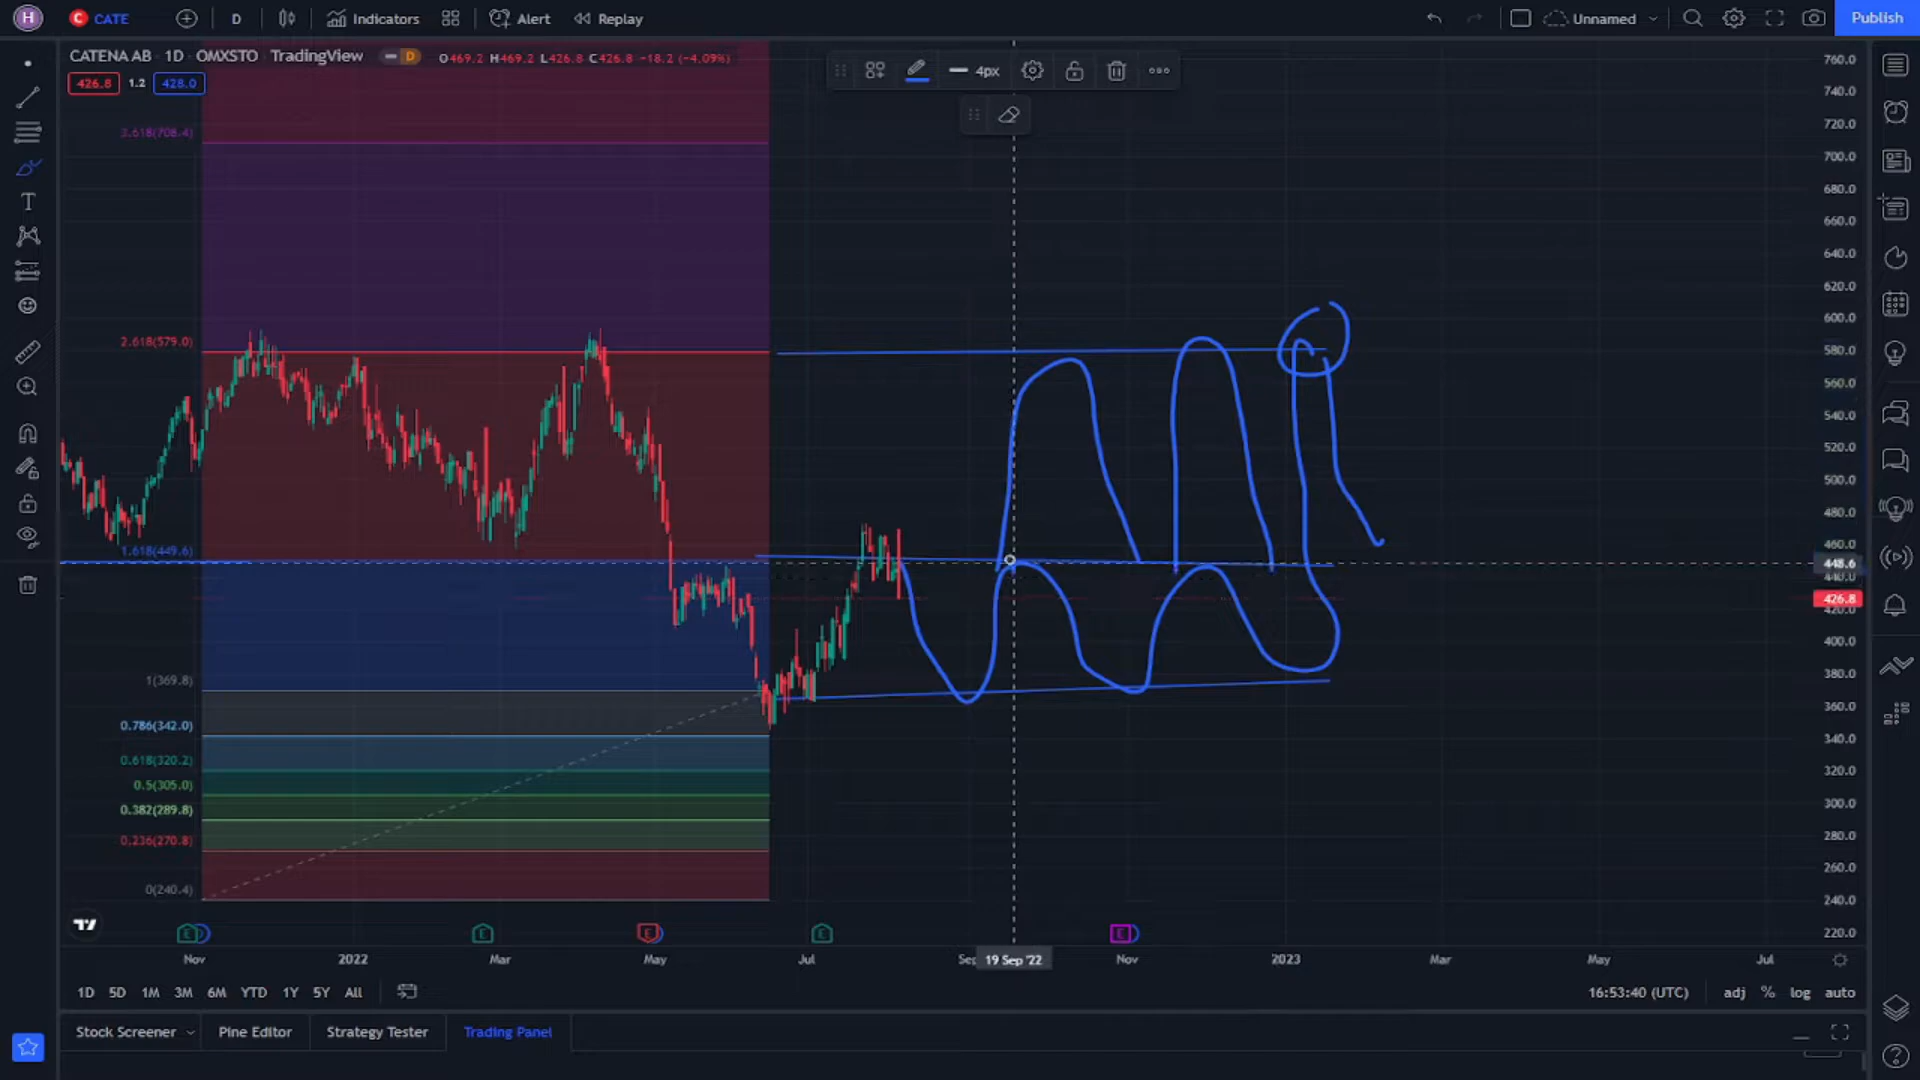 H
C CATE
D
Indicators
Alert
Replay
Unnamed
Publish
CATENA AB · 1D · OMXSTO TradingView
D
O469.2 H469.2 L426.8 C426.8 −18.2 (−4.09%)
426.8 1.2 428.0
4px
T
3.618(708.4)
2.618(579.0)
1.618(449.6)
1(369.8)
0.786(342.0)
0.618(320.2)
0.5(305.0)
0.382(289.8)
0.236(270.8)
0(240.4)
760.0
740.0
720.0
700.0
680.0
660.0
640.0
620.0
600.0
580.0
560.0
540.0
520.0
500.0
480.0
460.0
448.6
440.0
426.8
420.0
400.0
380.0
360.0
340.0
320.0
300.0
280.0
260.0
240.0
220.0
E E E E E
Nov 2022 Mar May Jul Sep 19 Sep '22 Nov 2023 Mar May Jul
1D 5D 1M 3M 6M YTD 1Y 5Y All
16:53:40 (UTC) adj % log auto
Stock Screener Pine Editor Strategy Tester Trading Panel